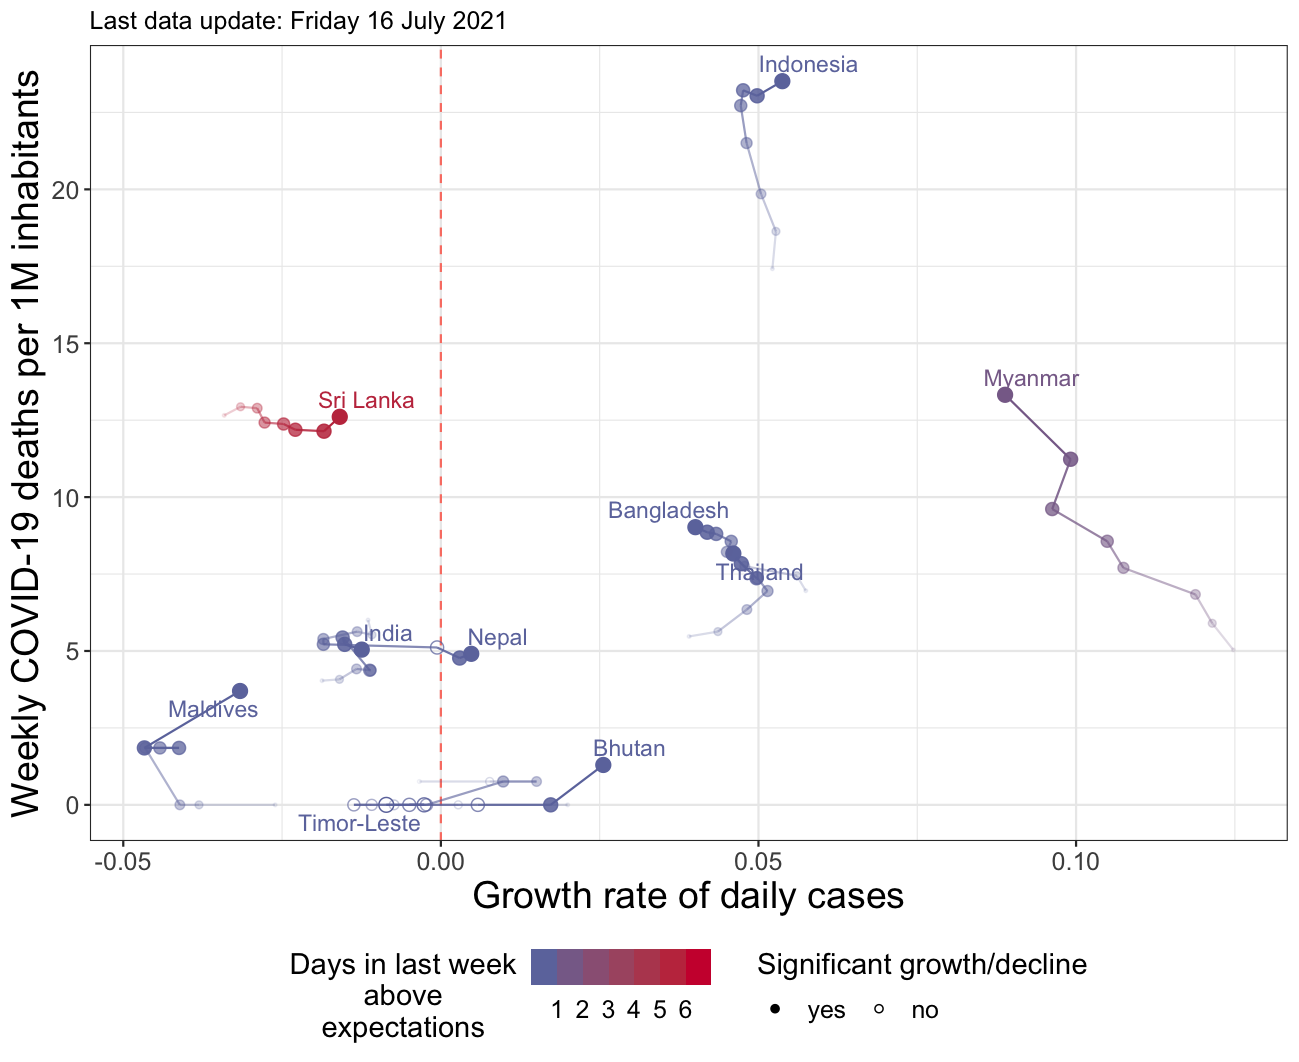 Last data update: Friday 16 July 2021
Weekly COVID-19 deaths per 1M inhabitants
20
15
10
5
0
Indonesia
Myanmar
Sri Lanka
Bangladesh
Thailand
India
Nepal
Maldives
Bhutan
Timor-Leste
-0.05
0.00
0.05
0.10
Growth rate of daily cases
Days in last week
above
expectations
1 2 3 4 5 6
Significant growth/decline
yes
no